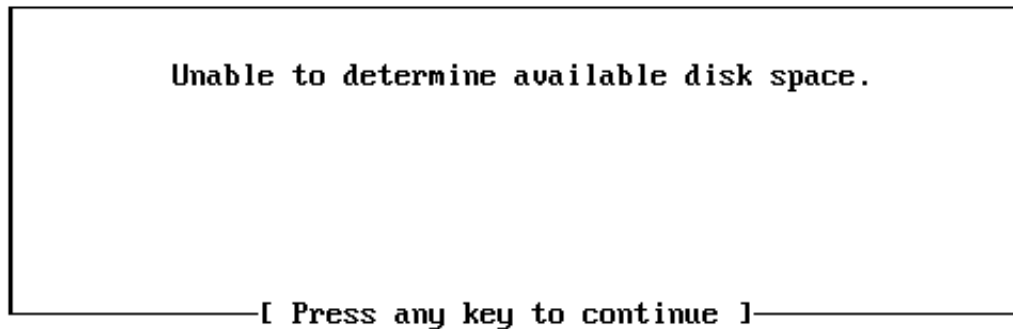 Unable to determine available disk space.
[ Press any key to continue ]